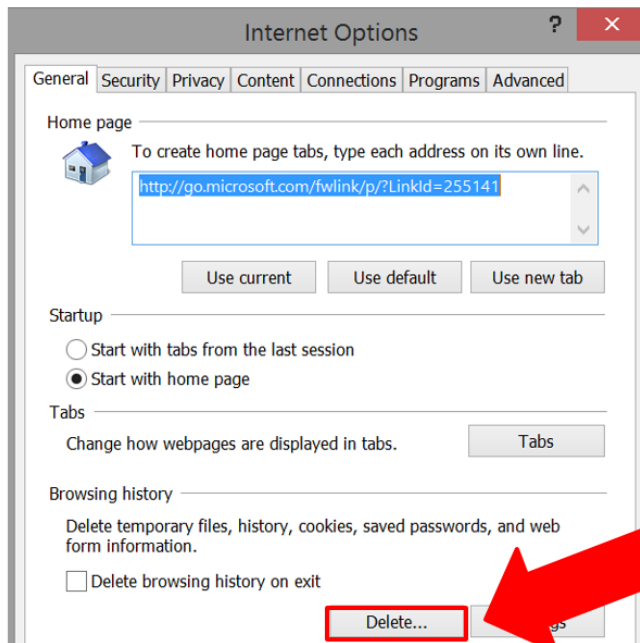 Internet Options
?
General Security Privacy Content Connections Programs Advanced
Home page
To create home page tabs, type each address on its own line.
http://go.microsoft.com/fwlink/p/?LinkId=255141
Use current Use default Use new tab
Startup
Start with tabs from the last session
Start with home page
Tabs
Change how webpages are displayed in tabs.
Tabs
Browsing history
Delete temporary files, history, cookies, saved passwords, and web
form information.
Delete browsing history on exit
Delete...